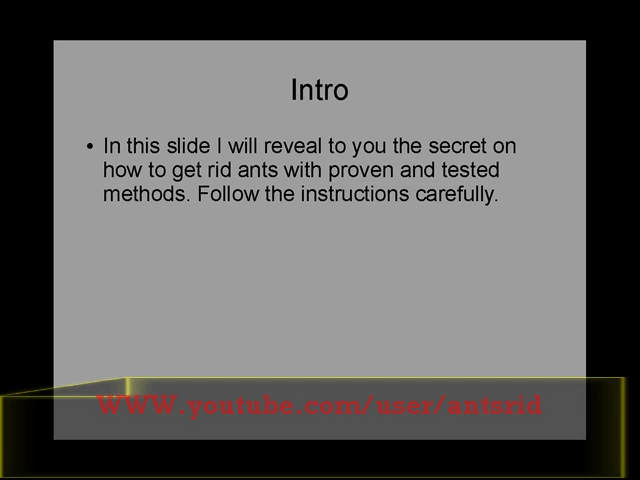 Intro
• In this slide I will reveal to you the secret on
how to get rid ants with proven and tested
methods. Follow the instructions carefully.
WWW.youtube.com/user/antsrid